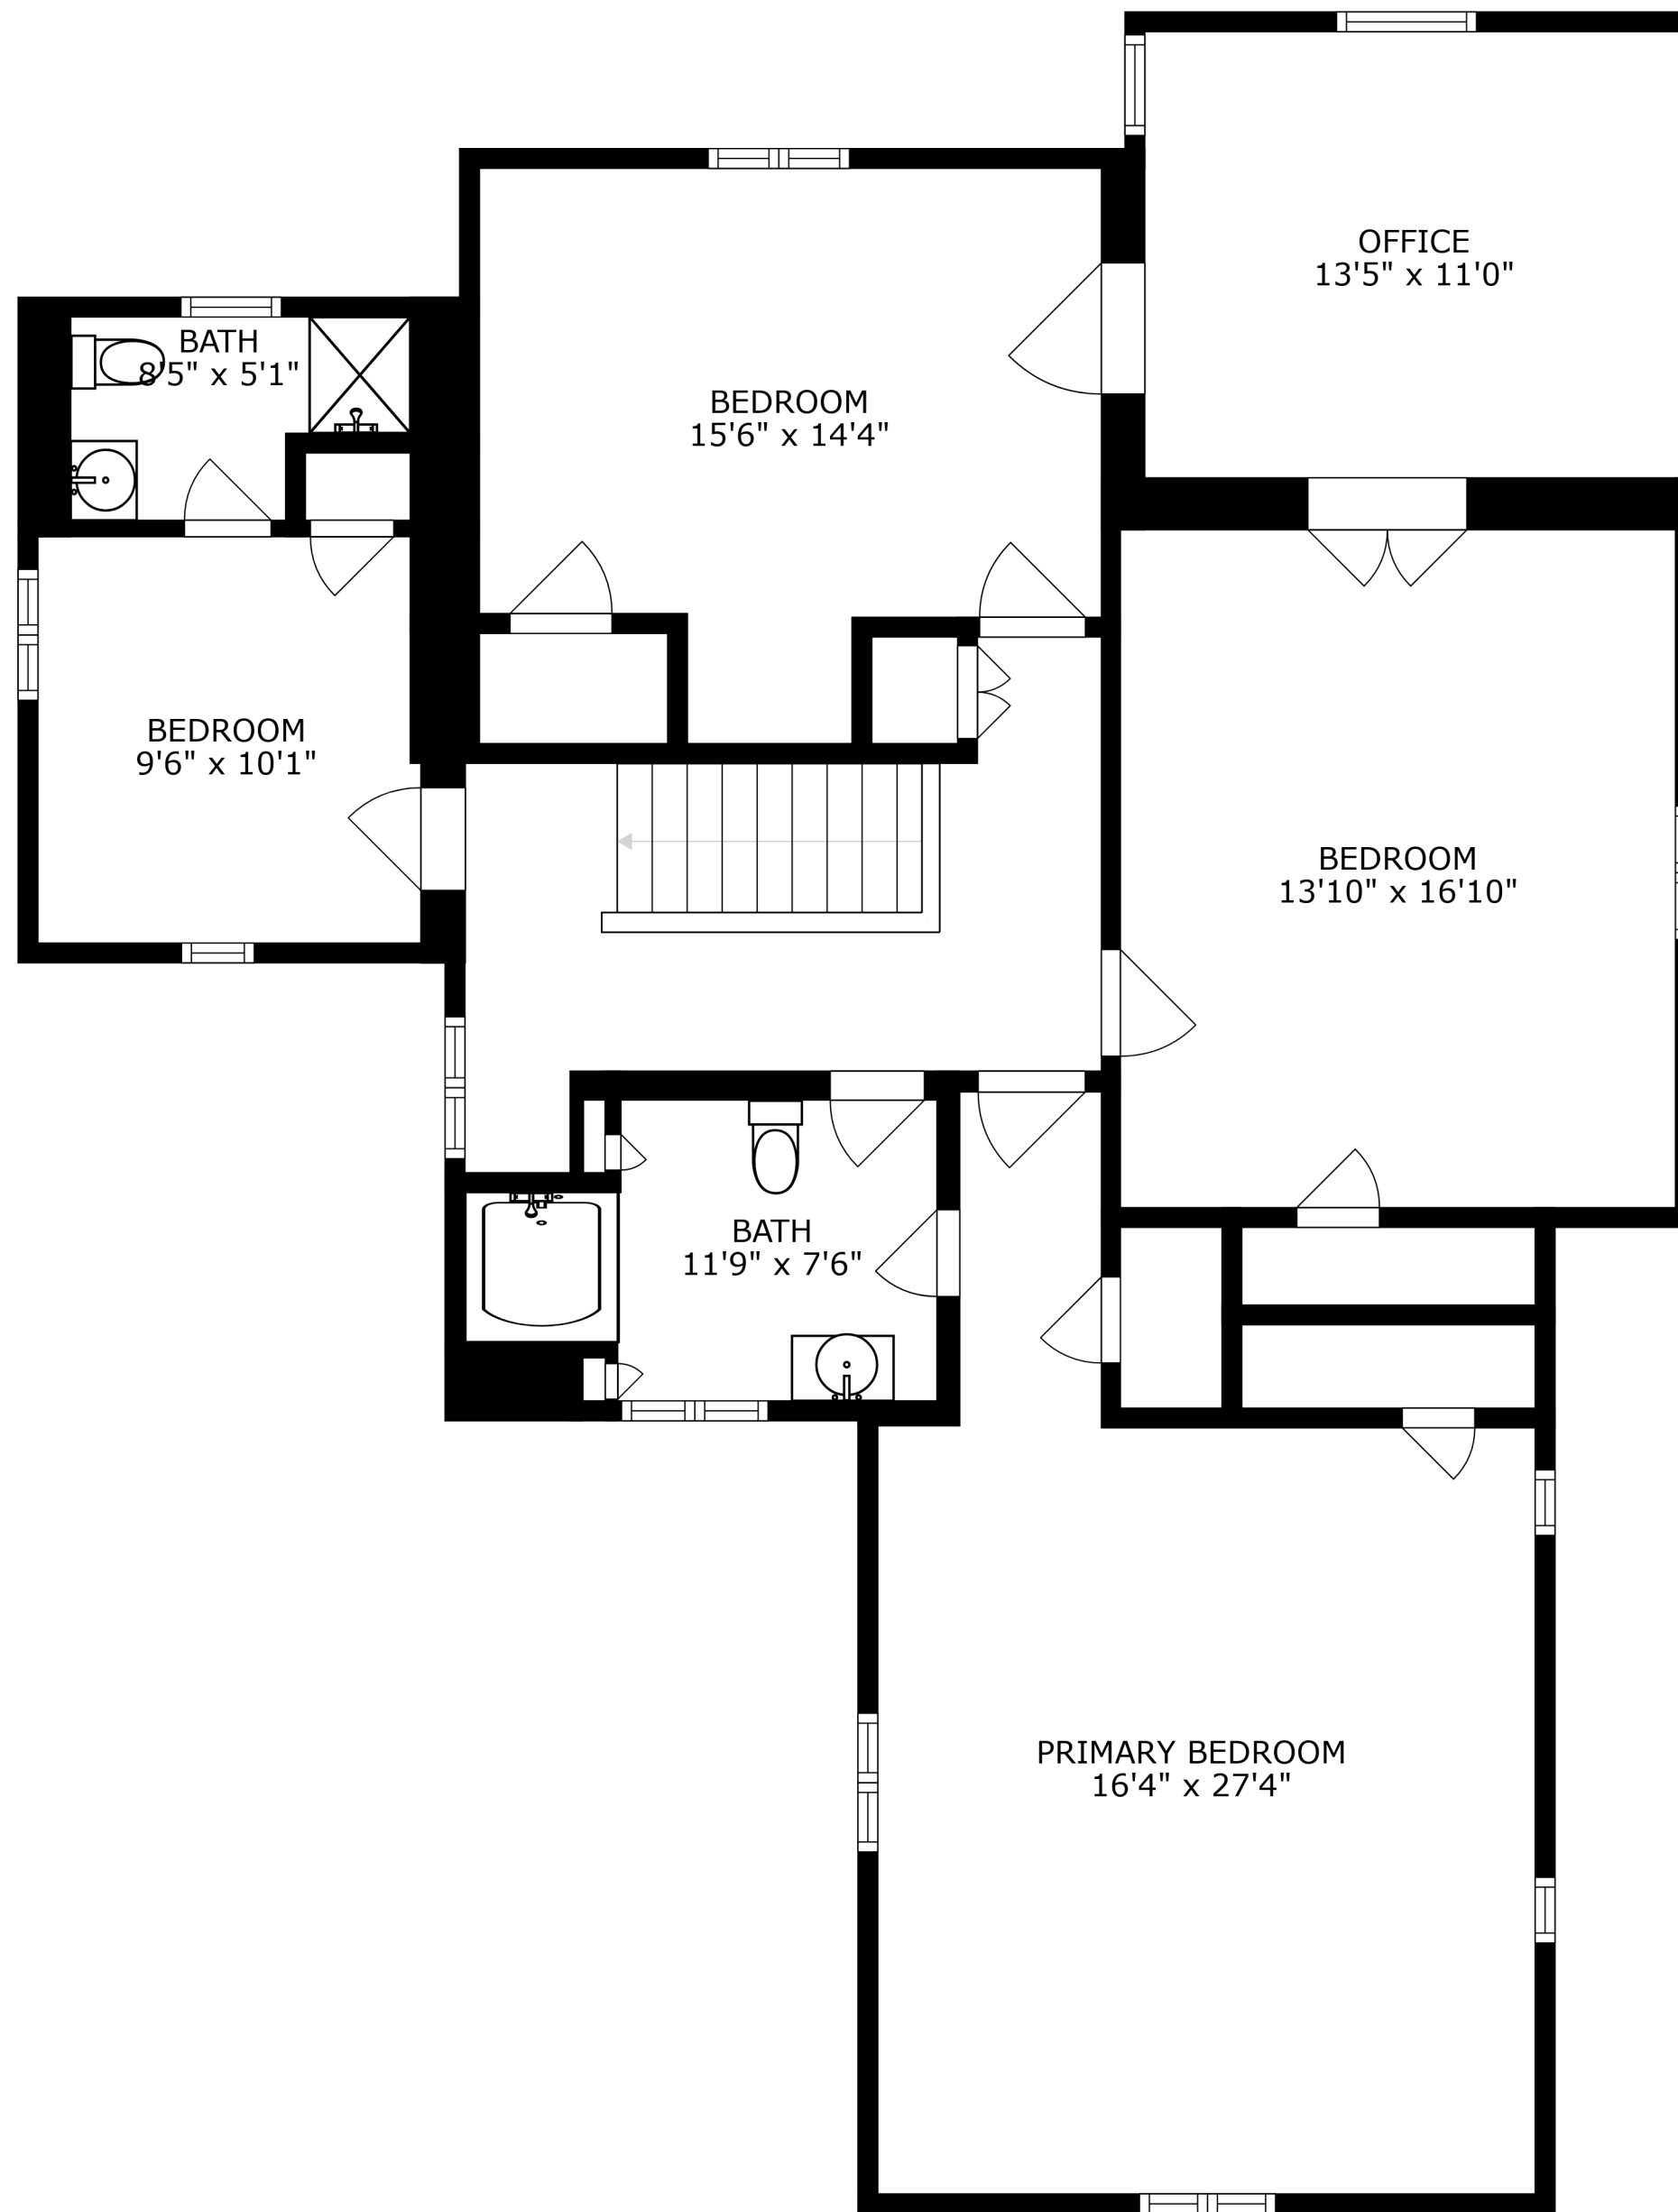 OFFICE
13'5" x 11'0"
BATH
8'5" x 5'1"
BEDROOM
15'6" x 14'4"
BEDROOM
9'6" x 10'1"
BEDROOM
13'10" x 16'10"
BATH
11'9" x 7'6"
PRIMARY BEDROOM
16'4" x 27'4"